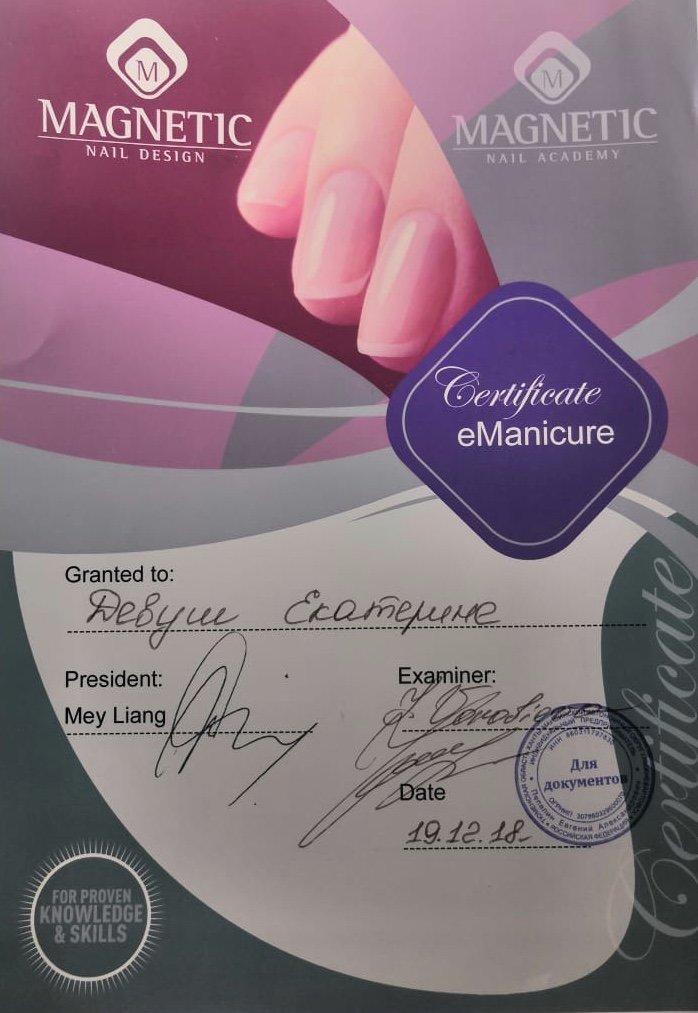 M
MAGNETIC
NAIL DESIGN
M
MAGNETIC
NAIL ACADEMY
Certificate
eManicure
Granted to:
Девуш Екатерине
President:
Mey Liang
Examiner:
Date
19.12.18
Для
документов
FOR PROVEN
KNOWLEDGE
& SKILLS
Certificate